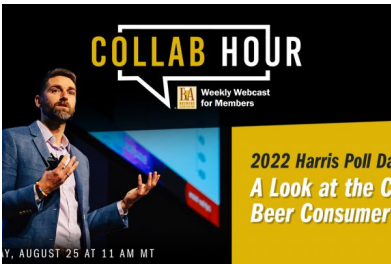 COLLAB HOUR
BA
Weekly Webcast
for Members
2022 Harris Poll
A Look at the
Beer Consumer
AUGUST 25 AT 11 AM MT